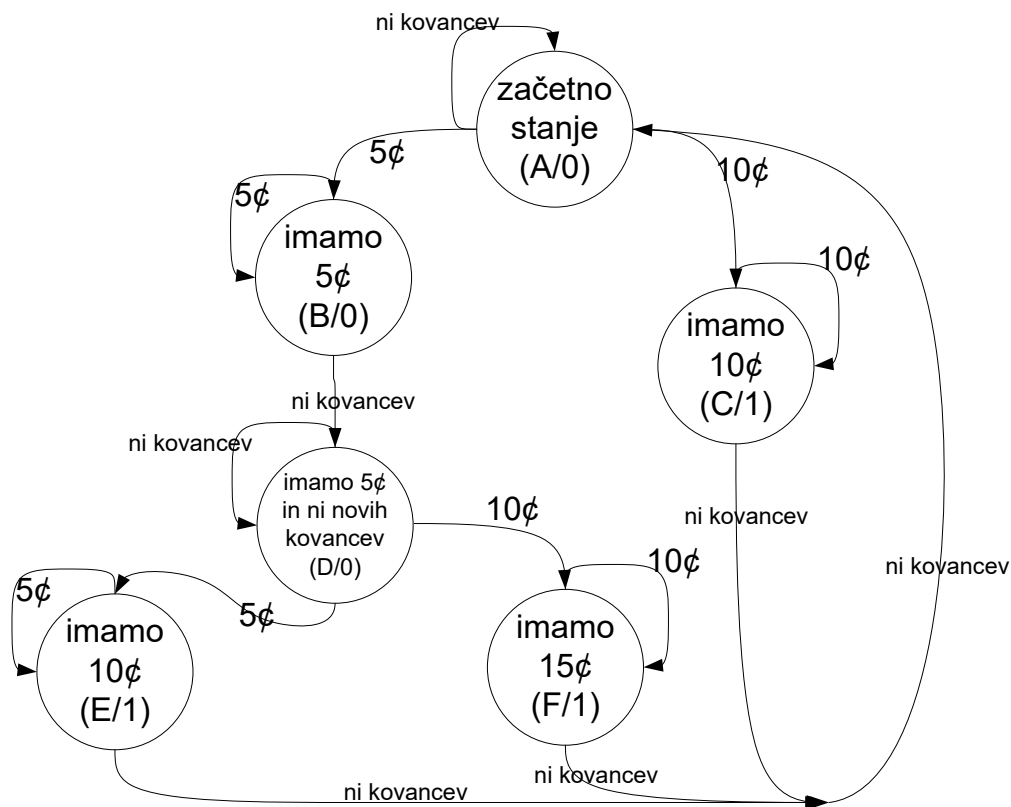 ni kovancev
začetno
stanje
(A/0)
5¢
10¢
5¢
imamo
5¢
(B/0)
10¢
imamo
10¢
(C/1)
ni kovancev
ni kovancev
imamo 5¢
in ni novih
kovancev
(D/0)
10¢
ni kovancev
10¢
ni kovancev
5¢
5¢
imamo
10¢
(E/1)
imamo
15¢
(F/1)
ni kovancev
ni kovancev